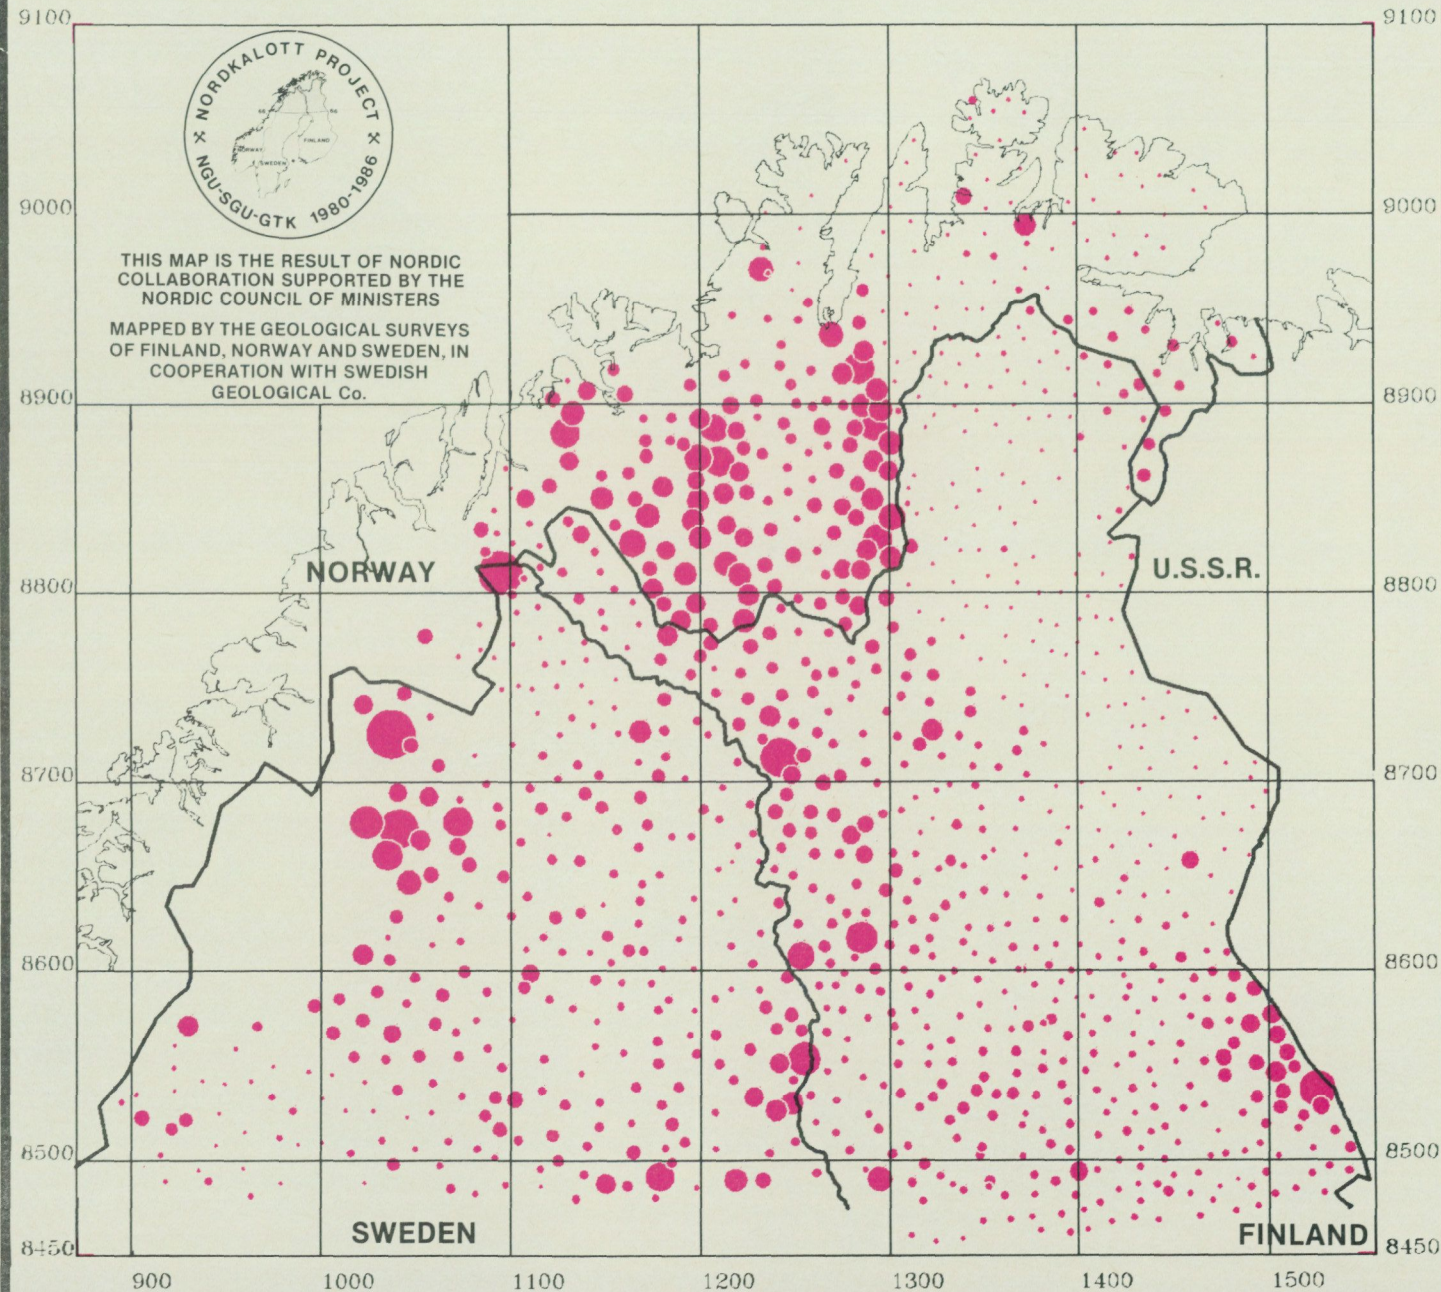 9100
9100
NORDKALOTT PROJECT
NORWAY
SWEDEN
FINLAND
NGU-SGU-GTK 1980-1986
9000
9000
THIS MAP IS THE RESULT OF NORDIC
COLLABORATION SUPPORTED BY THE
NORDIC COUNCIL OF MINISTERS
MAPPED BY THE GEOLOGICAL SURVEYS
OF FINLAND, NORWAY AND SWEDEN, IN
COOPERATION WITH SWEDISH
GEOLOGICAL Co.
8900
8900
NORWAY
U.S.S.R.
8800
8800
8700
8700
8600
8600
8500
8500
SWEDEN
FINLAND
8450
8450
900
1000
1100
1200
1300
1400
1500